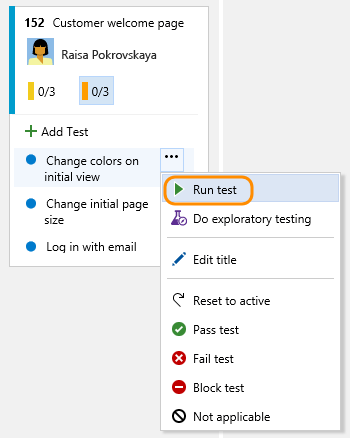 152 Customer welcome page
Raisa Pokrovskaya
0/3 0/3
Add Test
Change colors on
initial view
Change initial page
size
Log in with email
Run test
Do exploratory testing
Edit title
Reset to active
Pass test
Fail test
Block test
Not applicable